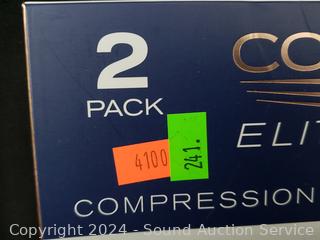 2
PACK
CO
ELIT
4100
241.
COMPRESSION
Copyright 2024 - Sound Auction Service